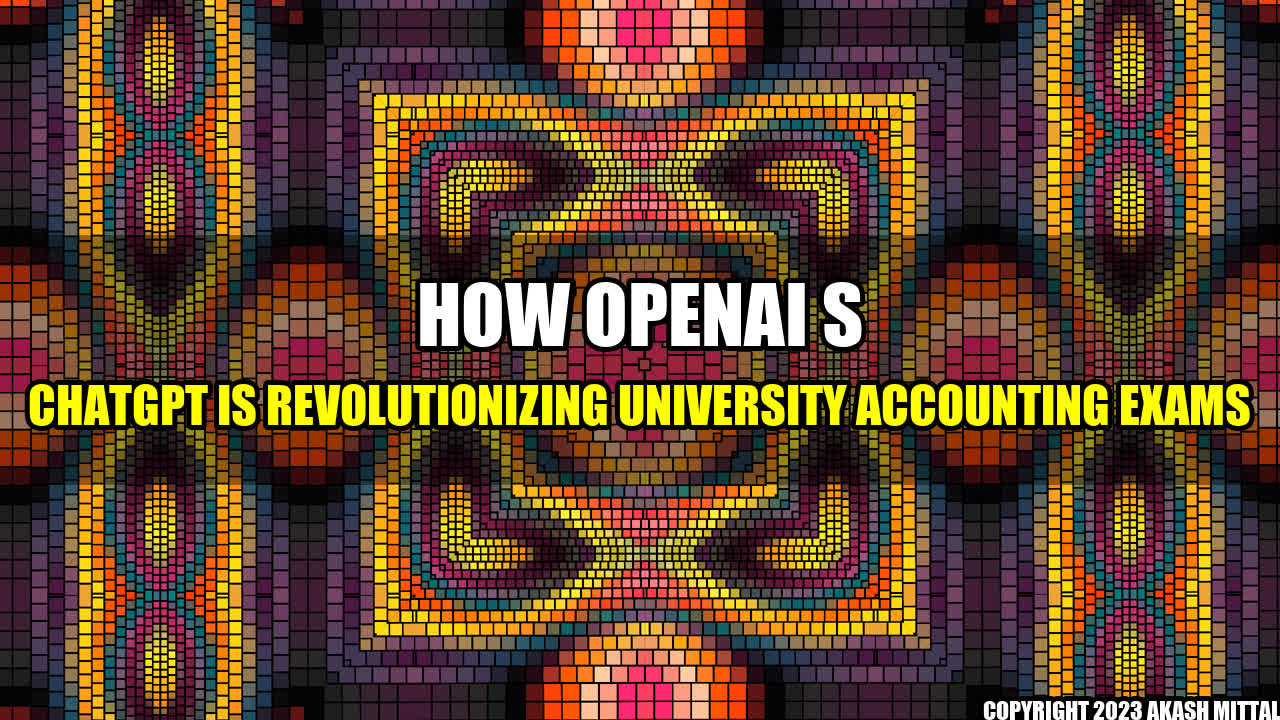 HOW OPENAI S
CHATGPT IS REVOLUTIONIZING UNIVERSITY ACCOUNTING EXAMS
COPYRIGHT 2023 AKASH MITTAL